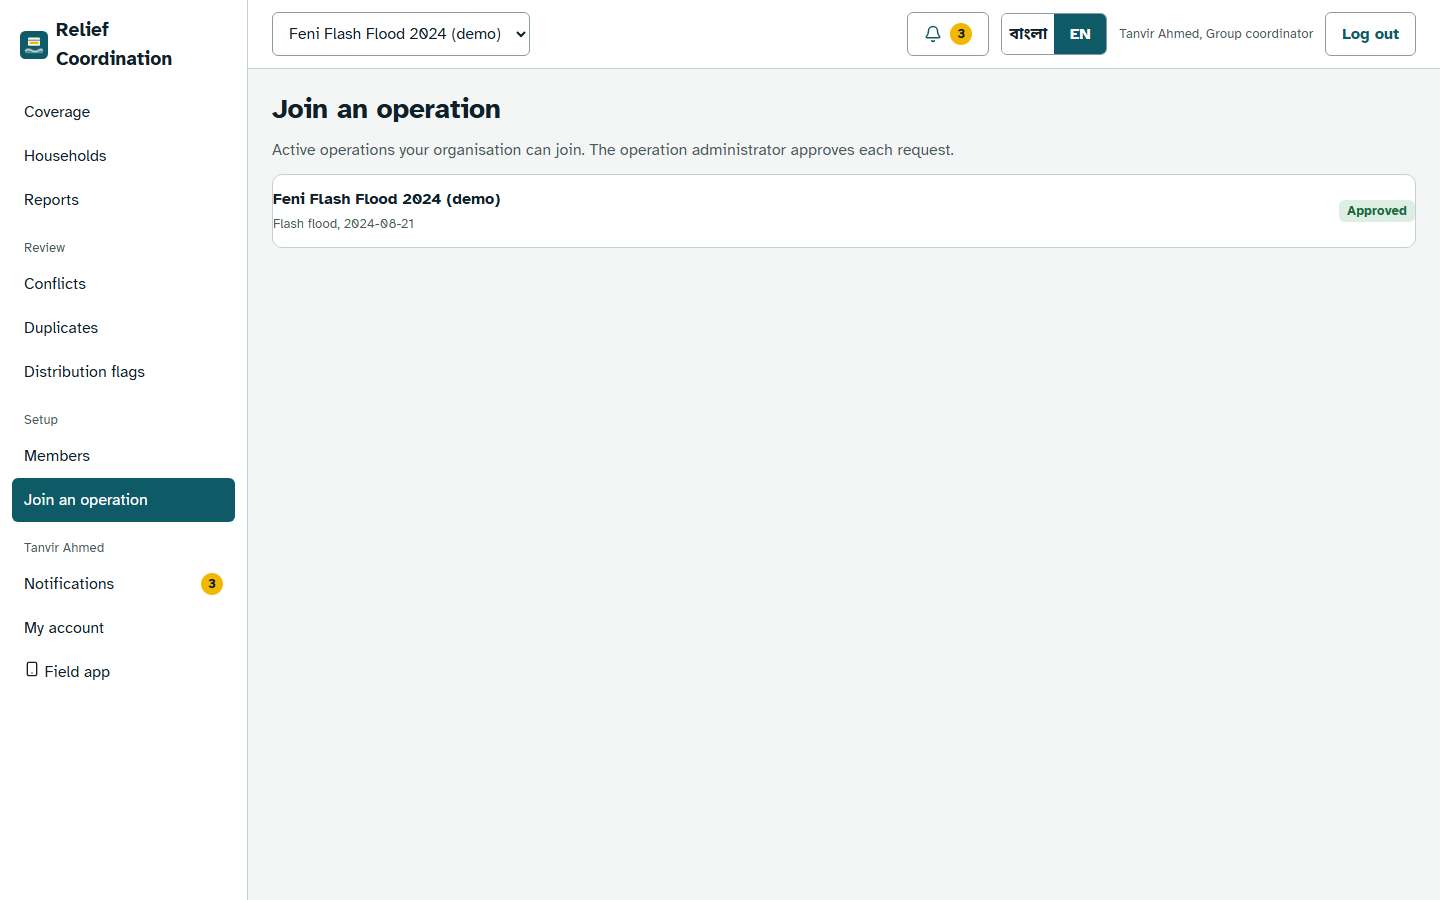 Relief
Coordination
Feni Flash Flood 2024 (demo)
3
বাংলা
EN
Tanvir Ahmed, Group coordinator
Log out
Coverage
Households
Reports
Review
Conflicts
Duplicates
Distribution flags
Setup
Members
Join an operation
Tanvir Ahmed
Notifications
3
My account
Field app
Join an operation
Active operations your organisation can join. The operation administrator approves each request.
Feni Flash Flood 2024 (demo)
Flash flood, 2024-08-21
Approved